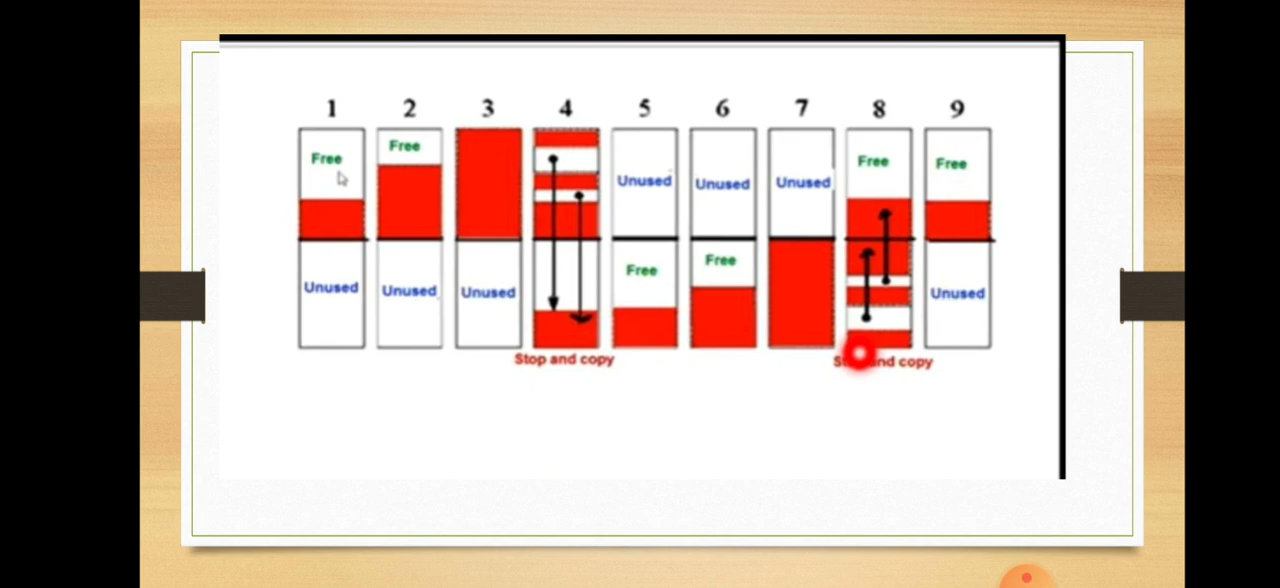 1 2 3 4 5 6 7 8 9
Free Free Unused Unused Unused Free Free
Unused Unused Unused Free Free Unused
Stop and copy and copy